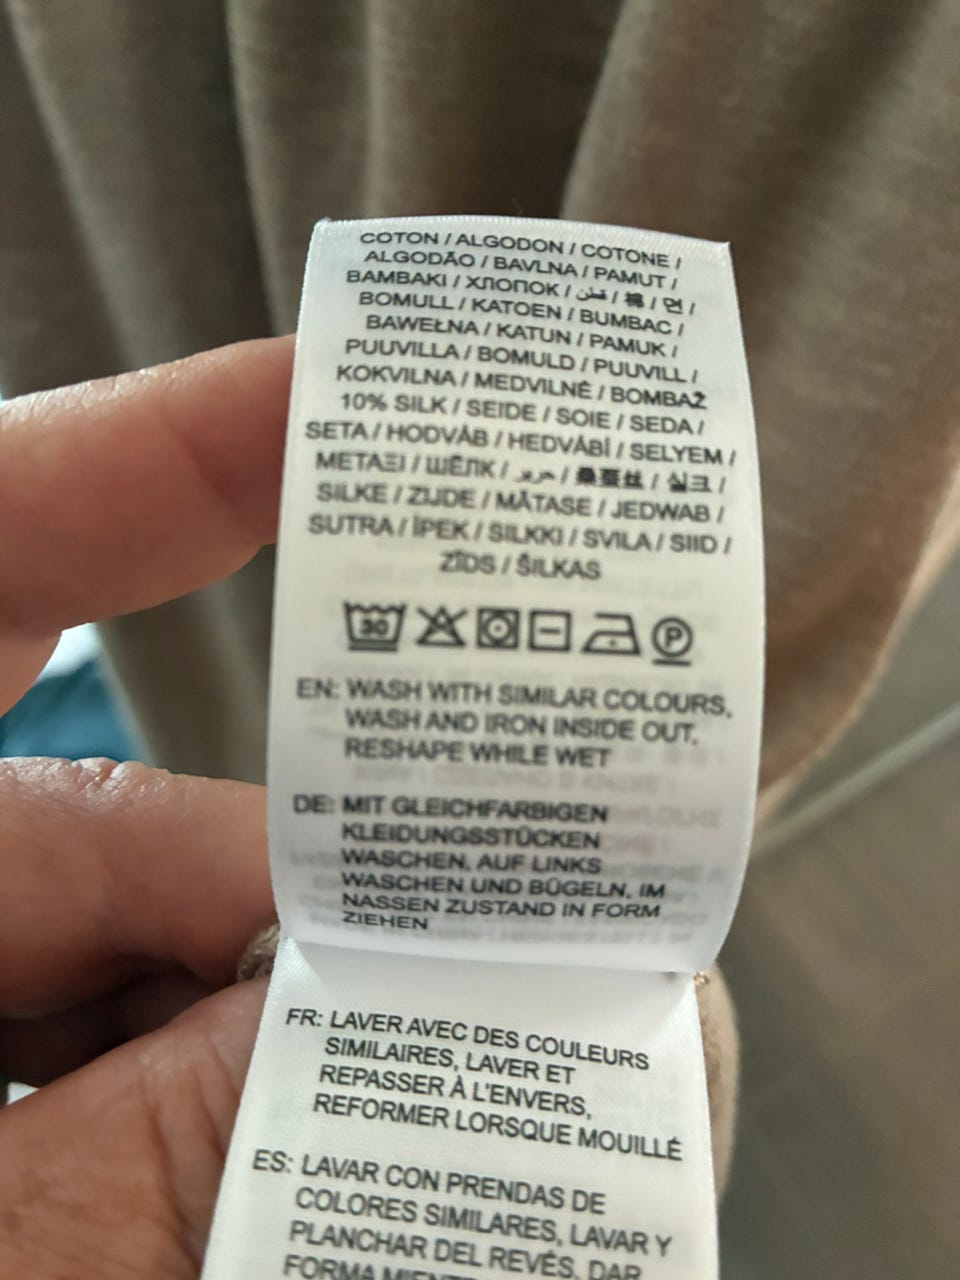 COTON / ALGODON / COTONE /
ALGODÃO / BAVLNA / PAMUT /
BAMBAKI / ХЛОПОК / قطن / 棉 / 면 /
BOMULL / KATOEN / BUMBAC /
BAWEŁNA / KATUN / PAMUK /
PUUVILLA / BOMULD / PUUVILL /
KOKVILNA / MEDVILNĖ / BOMBAŽ
10% SILK / SEIDE / SOIE / SEDA /
SETA / HODVÁB / HEDVÁBÍ / SELYEM /
ΜΕΤΑΞΙ / ШЁЛК / حرير / 桑蚕丝 / 실크 /
SILKE / ZIJDE / MĂTASE / JEDWAB /
SUTRA / İPEK / SILKKI / SVILA / SIID /
ZĪDS / ŠILKAS
30 P
EN: WASH WITH SIMILAR COLOURS,
WASH AND IRON INSIDE OUT,
RESHAPE WHILE WET
DE: MIT GLEICHFARBIGEN
KLEIDUNGSSTÜCKEN
WASCHEN, AUF LINKS
WASCHEN UND BÜGELN, IM
NASSEN ZUSTAND IN FORM
ZIEHEN
FR: LAVER AVEC DES COULEURS
SIMILAIRES, LAVER ET
REPASSER À L'ENVERS,
REFORMER LORSQUE MOUILLÉ
ES: LAVAR CON PRENDAS DE
COLORES SIMILARES, LAVAR Y
PLANCHAR DEL REVÉS, DAR
FORMA